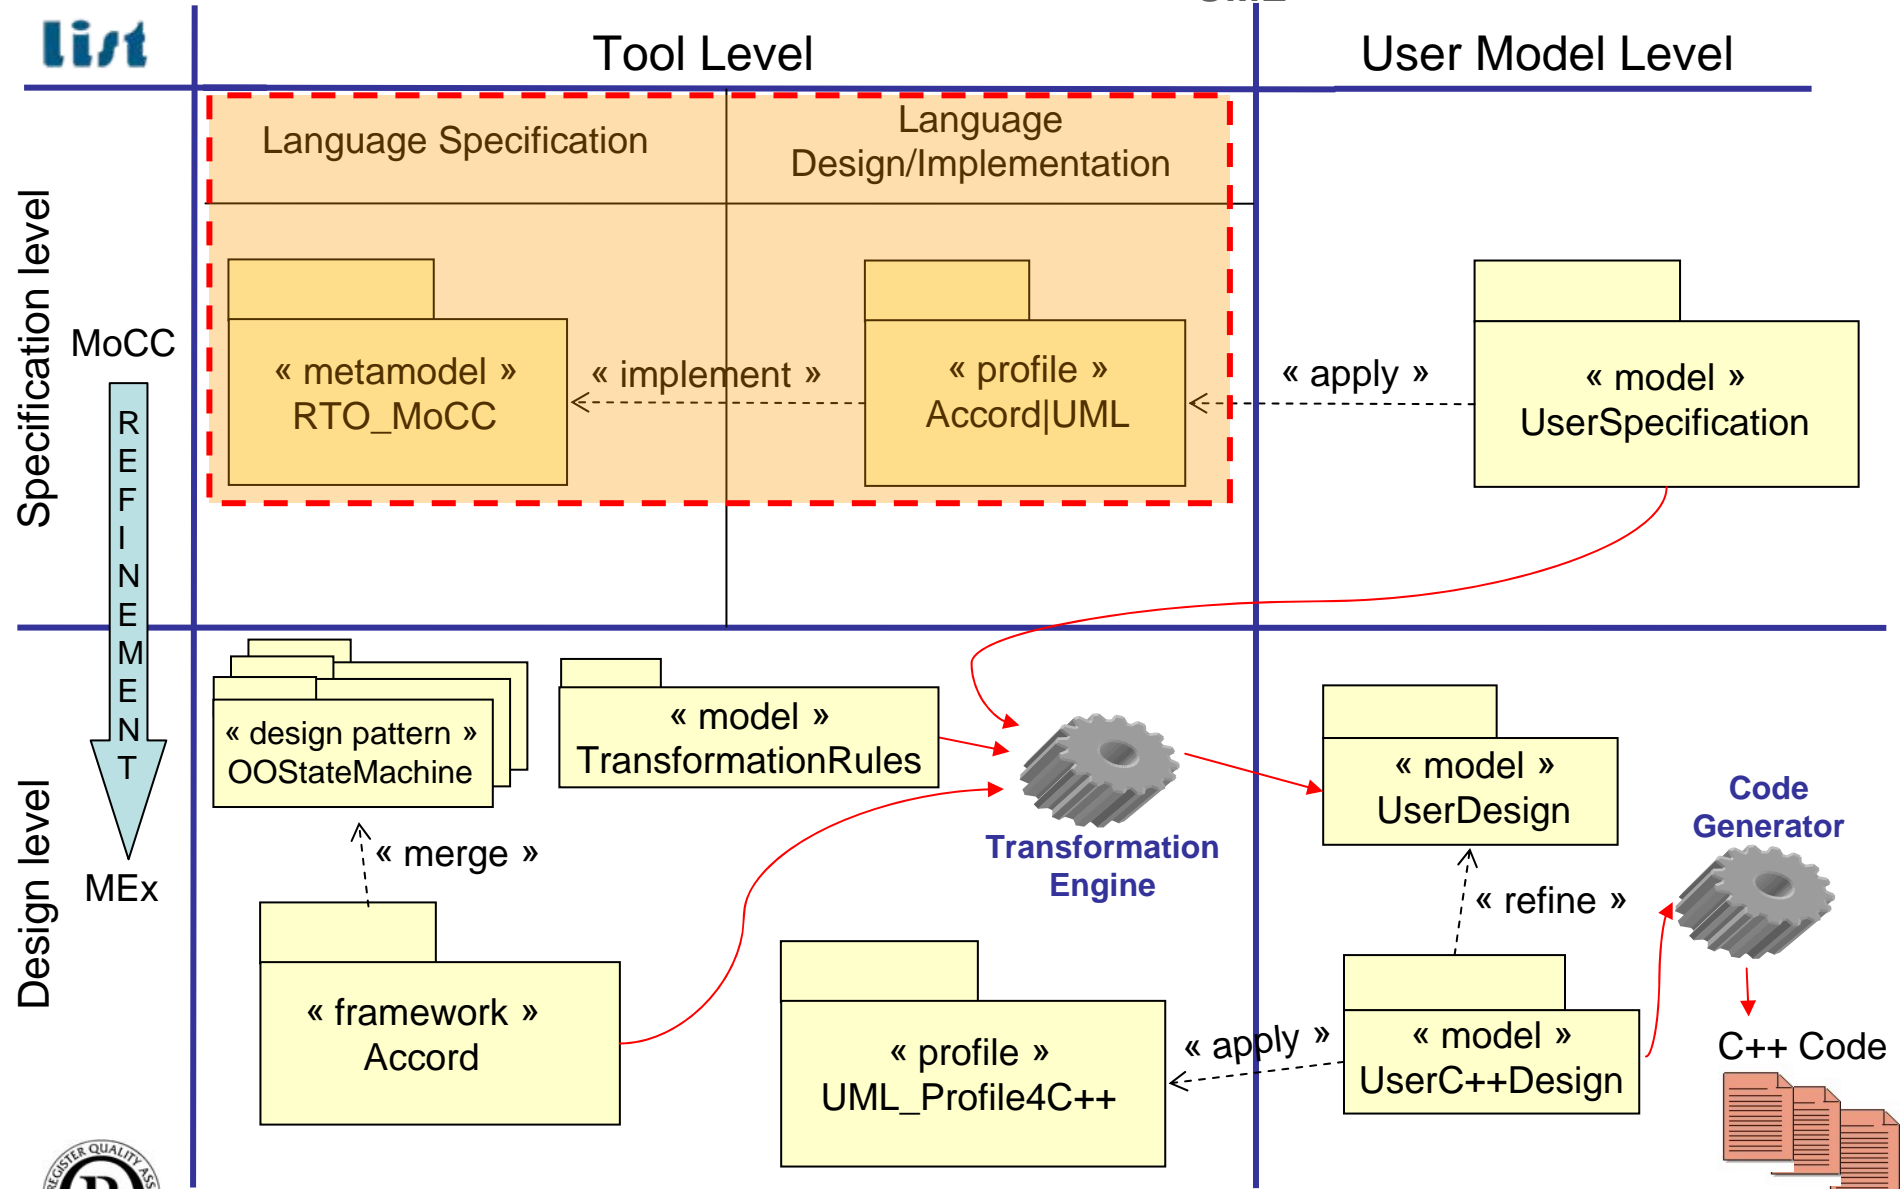 list
Tool Level
User Model Level
Language Specification
Language
Design/Implementation
Specification level
MoCC
REFINEMENT
MEx
Design level
« metamodel »
RTO_MoCC
« implement »
« profile »
Accord|UML
« apply »
« model »
UserSpecification
« design pattern »
OOStateMachine
« model »
TransformationRules
Transformation
Engine
« model »
UserDesign
Code
Generator
« merge »
« refine »
« framework »
Accord
« profile »
UML_Profile4C++
« apply »
« model »
UserC++Design
C++ Code